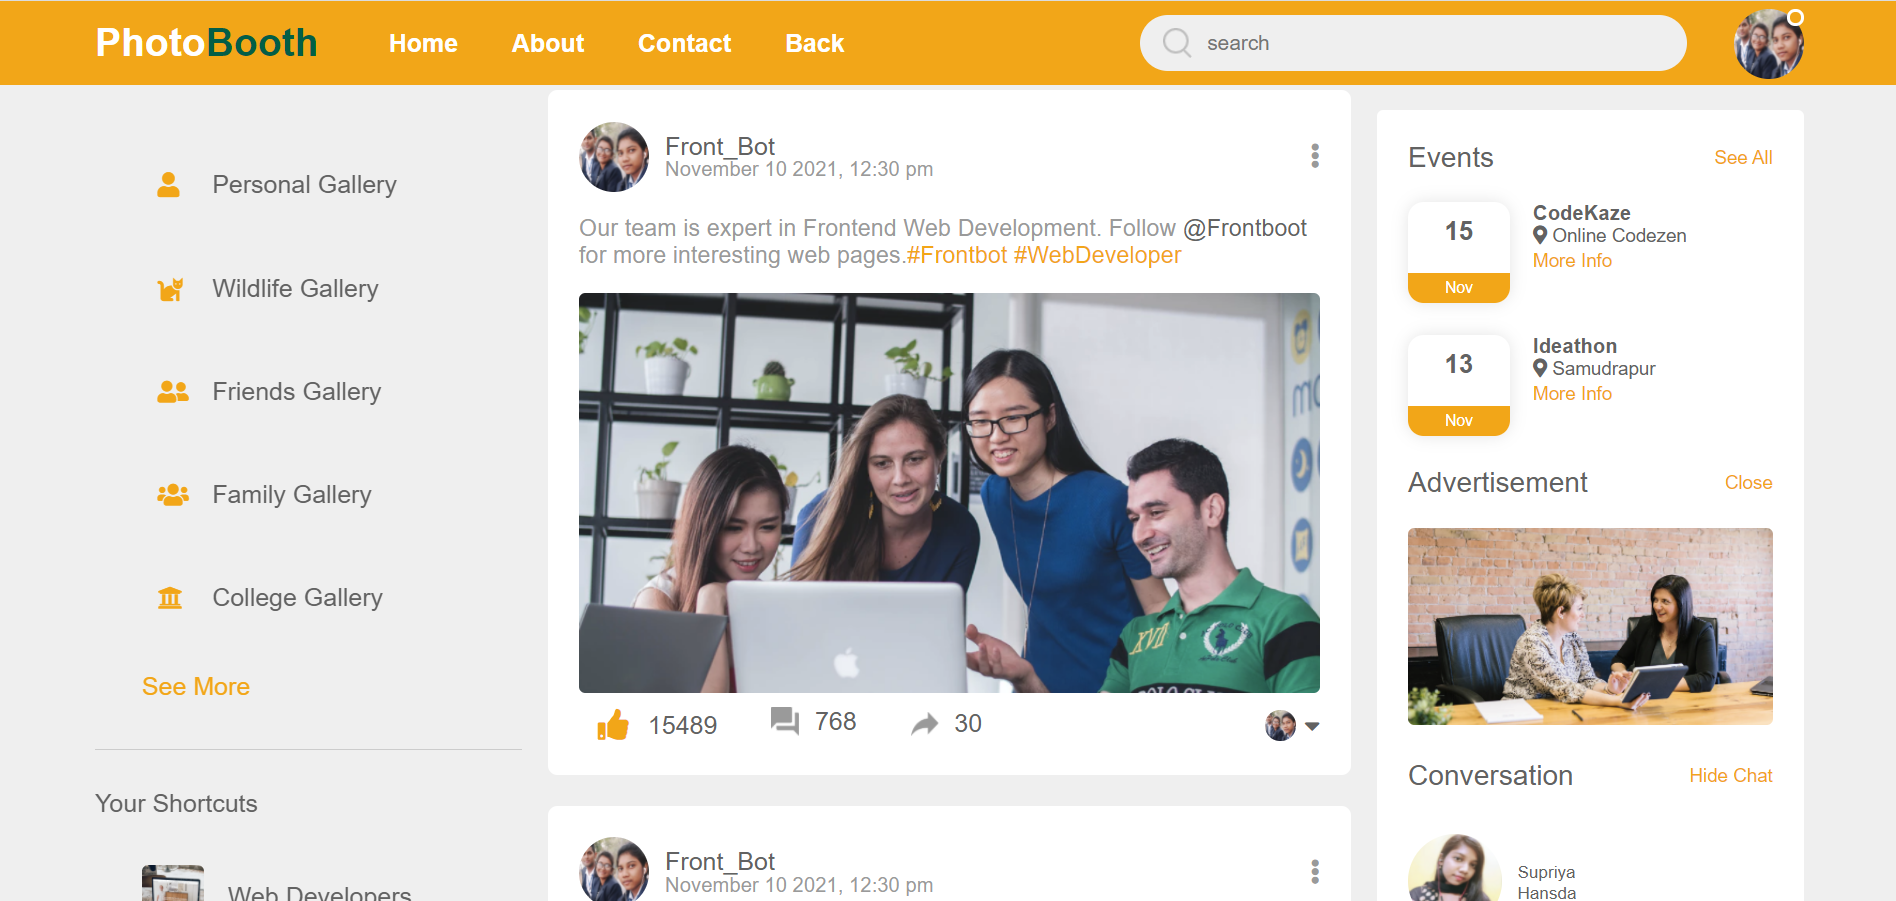 PhotoBooth
Home
About
Contact
Back
search
Personal Gallery
Wildlife Gallery
Friends Gallery
Family Gallery
College Gallery
See More
Your Shortcuts
Web Developers
Front_Bot
November 10 2021, 12:30 pm
Our team is expert in Frontend Web Development. Follow @Frontboot
for more interesting web pages.#Frontbot #WebDeveloper
XVII
15489
768
30
Front_Bot
November 10 2021, 12:30 pm
Events
See All
15
Nov
CodeKaze
Online Codezen
More Info
13
Nov
Ideathon
Samudrapur
More Info
Advertisement
Close
Conversation
Hide Chat
Supriya
Hansda